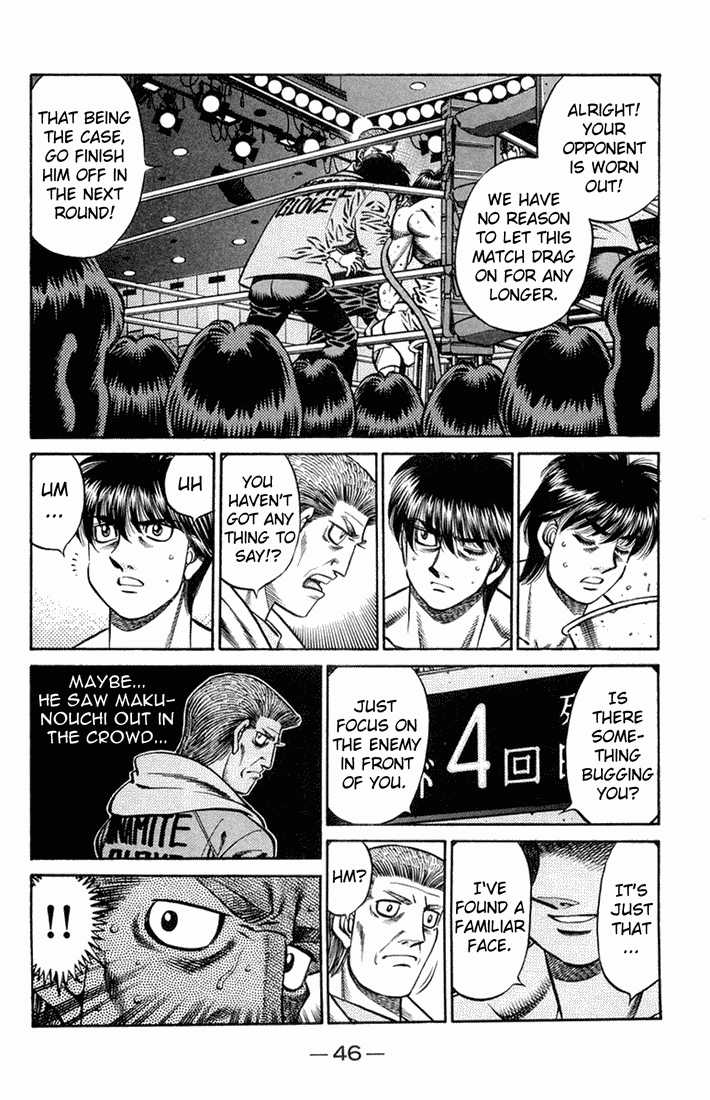 ALRIGHT!
YOUR
OPPONENT
IS WORN
OUT!
WE HAVE
NO REASON
TO LET THIS
MATCH DRAG
ON FOR ANY
LONGER.
THAT BEING
THE CASE,
GO FINISH
HIM OFF IN
THE NEXT
ROUND!
GLOVE
YOU
HAVEN'T
GOT ANY
THING TO
SAY!?
UH
UM
...
IS
THERE
SOME-
THING
BUGGING
YOU?
4回
JUST
FOCUS ON
THE ENEMY
IN FRONT
OF YOU.
MAYBE...
HE SAW MAKU-
NOUCHI OUT IN
THE CROWD...
NAMITE
IT'S
JUST
THAT
...
I'VE
FOUND A
FAMILIAR
FACE.
HM?
!!
— 46 —